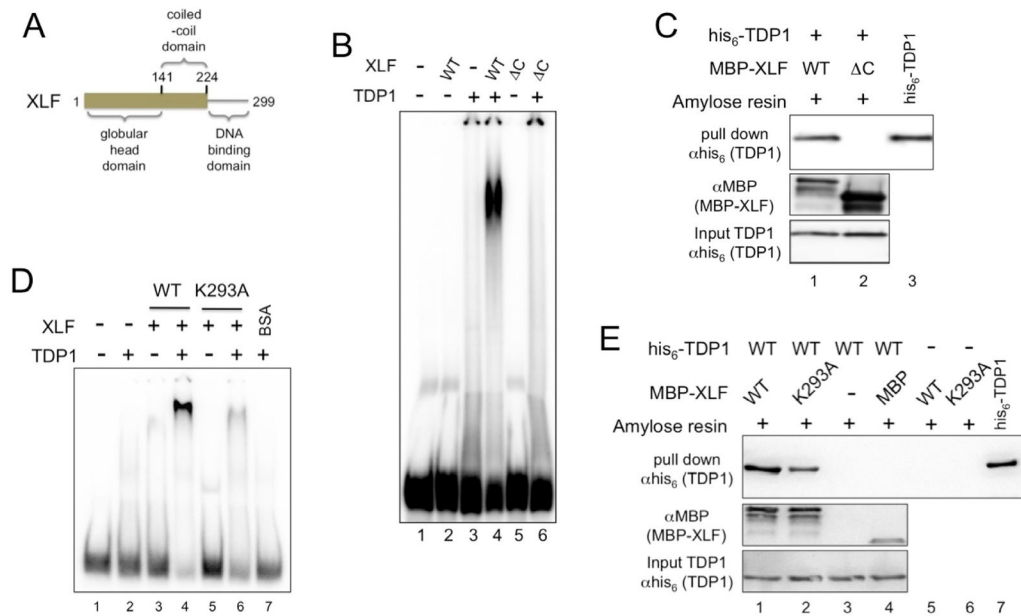 A
coiled
-coil
domain
141 224
XLF 1 299
globular
head
domain
DNA
binding
domain
B
XLF - WT - WT ΔC ΔC
TDP1 - - + + - +
1 2 3 4 5 6
C
his6-TDP1 + +
MBP-XLF WT ΔC
Amylose resin + +
his6-TDP1
pull down
αhis6 (TDP1)
αMBP
(MBP-XLF)
Input TDP1
αhis6 (TDP1)
1 2 3
D
WT K293A
XLF - - + + + + BSA
TDP1 - + - + - + +
1 2 3 4 5 6 7
E
his6-TDP1 WT WT WT WT - -
MBP-XLF WT K293A - MBP WT K293A
Amylose resin + + + + + +
his6-TDP1
pull down
αhis6 (TDP1)
αMBP
(MBP-XLF)
Input TDP1
αhis6 (TDP1)
1 2 3 4 5 6 7